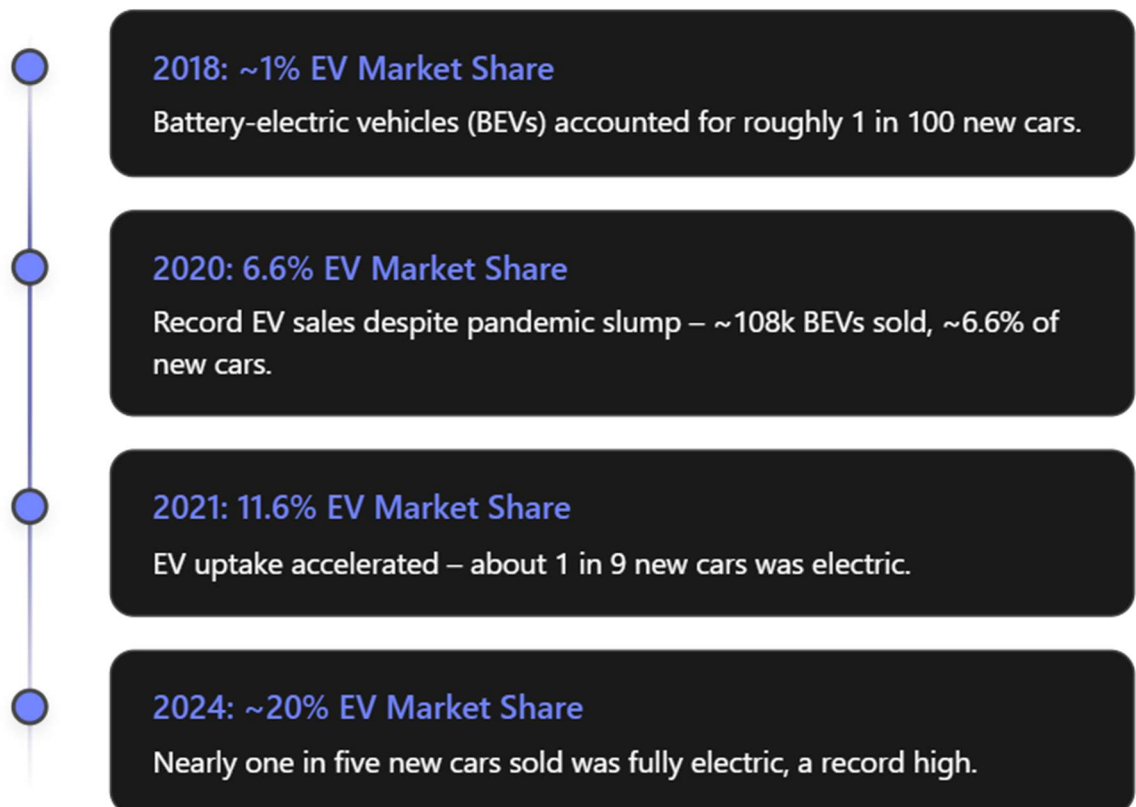 2018: ~1% EV Market Share
Battery-electric vehicles (BEVs) accounted for roughly 1 in 100 new cars.
2020: 6.6% EV Market Share
Record EV sales despite pandemic slump – ~108k BEVs sold, ~6.6% of
new cars.
2021: 11.6% EV Market Share
EV uptake accelerated – about 1 in 9 new cars was electric.
2024: ~20% EV Market Share
Nearly one in five new cars sold was fully electric, a record high.